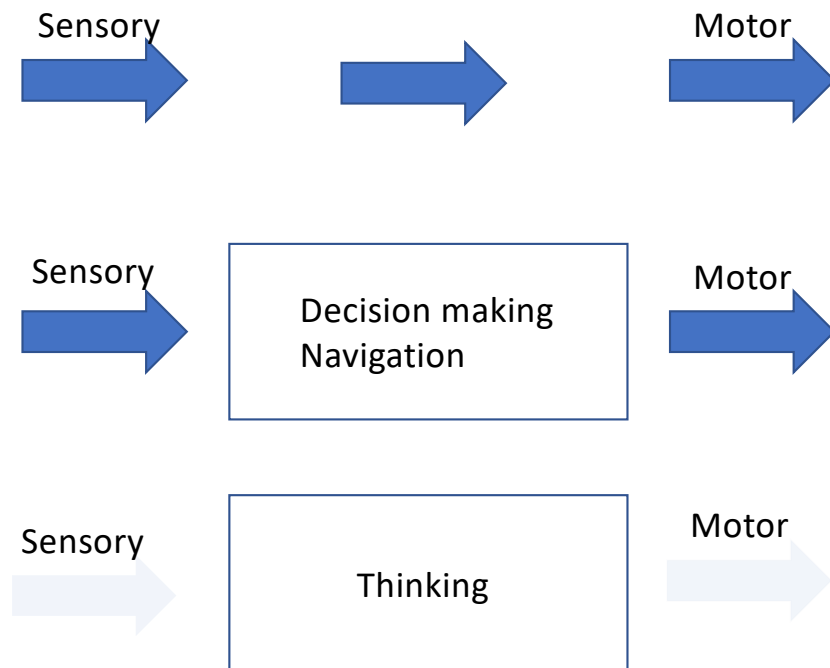 Sensory
Motor
Sensory
Motor
Decision making
Navigation
Sensory
Motor
Thinking